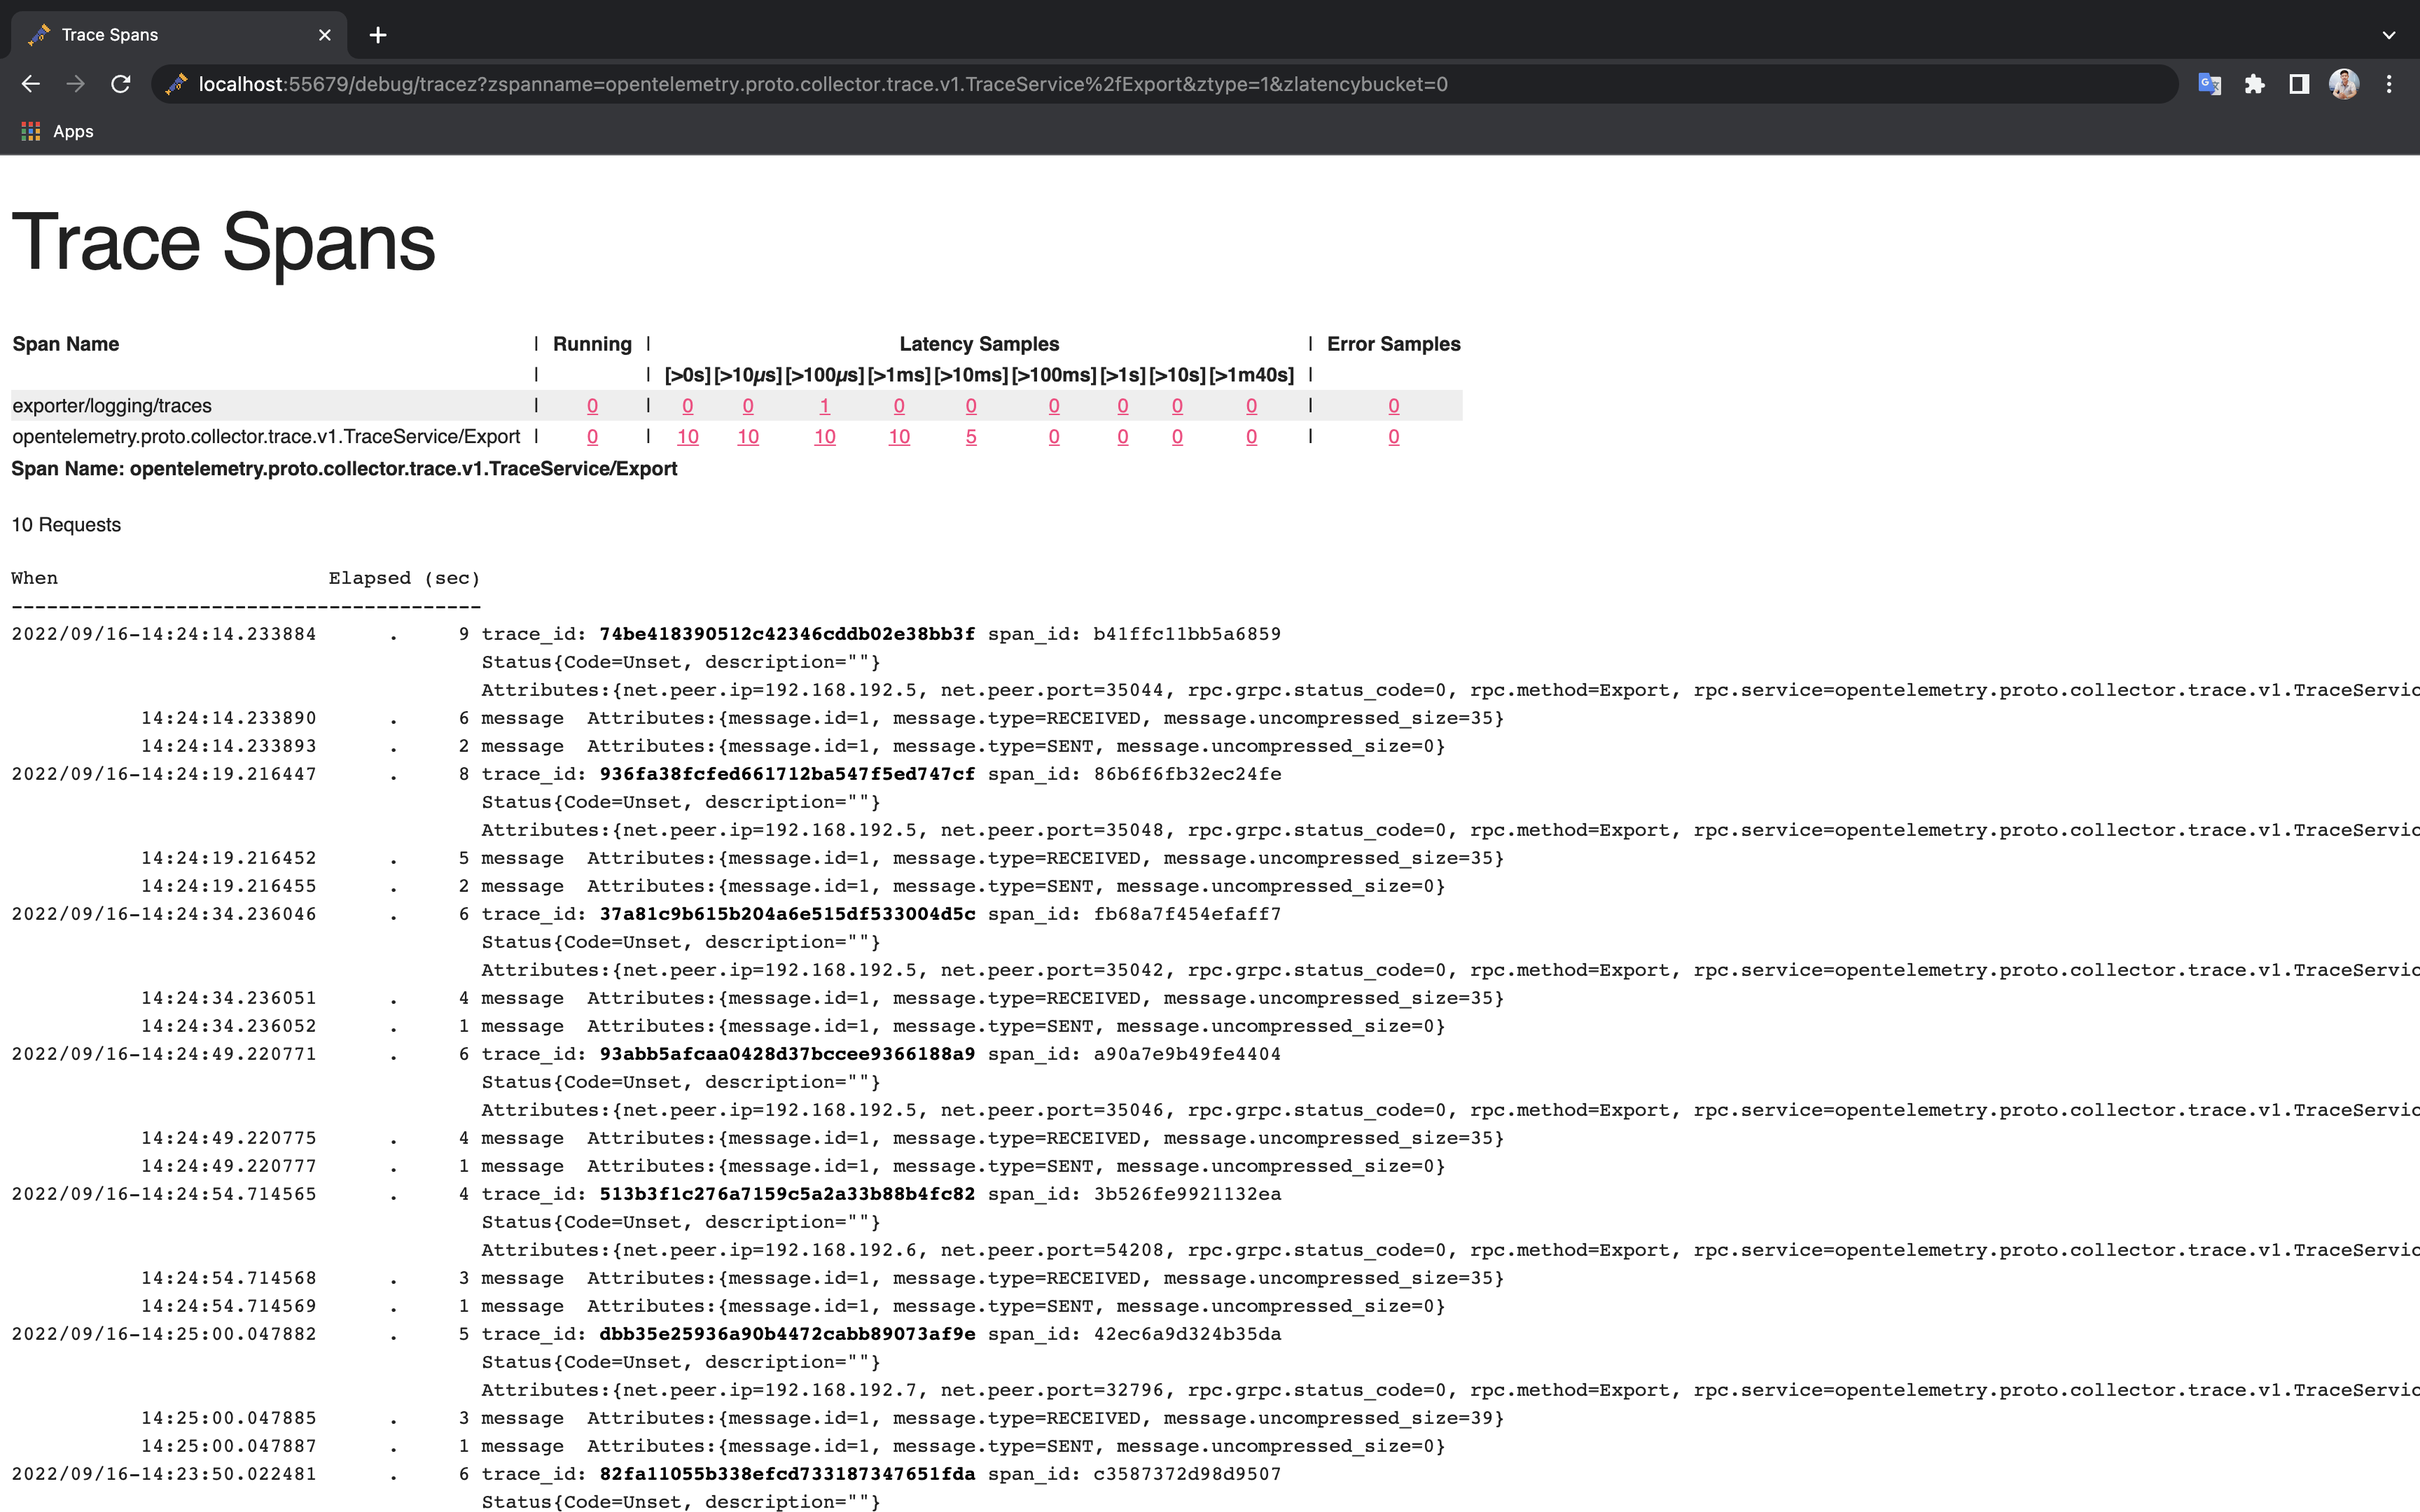 Trace Spans
localhost:55679/debug/tracez?zspanname=opentelemetry.proto.collector.trace.v1.TraceService%2fExport&ztype=1&zlatencybucket=0
Apps
Trace Spans
Span Name | Running | Latency Samples | Error Samples
| | [>0s] [>10µs] [>100µs] [>1ms] [>10ms] [>100ms] [>1s] [>10s] [>1m40s] |
exporter/logging/traces | 0 | 0 0 1 0 0 0 0 0 0 | 0
opentelemetry.proto.collector.trace.v1.TraceService/Export | 0 | 10 10 10 10 5 0 0 0 0 | 0
Span Name: opentelemetry.proto.collector.trace.v1.TraceService/Export
10 Requests
When Elapsed (sec)
----------------------------------------
2022/09/16-14:24:14.233884 . 9 trace_id: 74be418390512c42346cddb02e38bb3f span_id: b41ffc11bb5a6859
Status{Code=Unset, description=""}
Attributes:{net.peer.ip=192.168.192.5, net.peer.port=35044, rpc.grpc.status_code=0, rpc.method=Export, rpc.service=opentelemetry.proto.collector.trace.v1.TraceServic
14:24:14.233890 . 6 message Attributes:{message.id=1, message.type=RECEIVED, message.uncompressed_size=35}
14:24:14.233893 . 2 message Attributes:{message.id=1, message.type=SENT, message.uncompressed_size=0}
2022/09/16-14:24:19.216447 . 8 trace_id: 936fa38fcfed661712ba547f5ed747cf span_id: 86b6f6fb32ec24fe
Status{Code=Unset, description=""}
Attributes:{net.peer.ip=192.168.192.5, net.peer.port=35048, rpc.grpc.status_code=0, rpc.method=Export, rpc.service=opentelemetry.proto.collector.trace.v1.TraceServic
14:24:19.216452 . 5 message Attributes:{message.id=1, message.type=RECEIVED, message.uncompressed_size=35}
14:24:19.216455 . 2 message Attributes:{message.id=1, message.type=SENT, message.uncompressed_size=0}
2022/09/16-14:24:34.236046 . 6 trace_id: 37a81c9b615b204a6e515df533004d5c span_id: fb68a7f454efaff7
Status{Code=Unset, description=""}
Attributes:{net.peer.ip=192.168.192.5, net.peer.port=35042, rpc.grpc.status_code=0, rpc.method=Export, rpc.service=opentelemetry.proto.collector.trace.v1.TraceServic
14:24:34.236051 . 4 message Attributes:{message.id=1, message.type=RECEIVED, message.uncompressed_size=35}
14:24:34.236052 . 1 message Attributes:{message.id=1, message.type=SENT, message.uncompressed_size=0}
2022/09/16-14:24:49.220771 . 6 trace_id: 93abb5afcaa0428d37bccee9366188a9 span_id: a90a7e9b49fe4404
Status{Code=Unset, description=""}
Attributes:{net.peer.ip=192.168.192.5, net.peer.port=35046, rpc.grpc.status_code=0, rpc.method=Export, rpc.service=opentelemetry.proto.collector.trace.v1.TraceServic
14:24:49.220775 . 4 message Attributes:{message.id=1, message.type=RECEIVED, message.uncompressed_size=35}
14:24:49.220777 . 1 message Attributes:{message.id=1, message.type=SENT, message.uncompressed_size=0}
2022/09/16-14:24:54.714565 . 4 trace_id: 513b3f1c276a7159c5a2a33b88b4fc82 span_id: 3b526fe9921132ea
Status{Code=Unset, description=""}
Attributes:{net.peer.ip=192.168.192.6, net.peer.port=54208, rpc.grpc.status_code=0, rpc.method=Export, rpc.service=opentelemetry.proto.collector.trace.v1.TraceServic
14:24:54.714568 . 3 message Attributes:{message.id=1, message.type=RECEIVED, message.uncompressed_size=35}
14:24:54.714569 . 1 message Attributes:{message.id=1, message.type=SENT, message.uncompressed_size=0}
2022/09/16-14:25:00.047882 . 5 trace_id: dbb35e25936a90b4472cabb89073af9e span_id: 42ec6a9d324b35da
Status{Code=Unset, description=""}
Attributes:{net.peer.ip=192.168.192.7, net.peer.port=32796, rpc.grpc.status_code=0, rpc.method=Export, rpc.service=opentelemetry.proto.collector.trace.v1.TraceServic
14:25:00.047885 . 3 message Attributes:{message.id=1, message.type=RECEIVED, message.uncompressed_size=39}
14:25:00.047887 . 1 message Attributes:{message.id=1, message.type=SENT, message.uncompressed_size=0}
2022/09/16-14:23:50.022481 . 6 trace_id: 82fa11055b338efcd733187347651fda span_id: c3587372d98d9507
Status{Code=Unset, description=""}